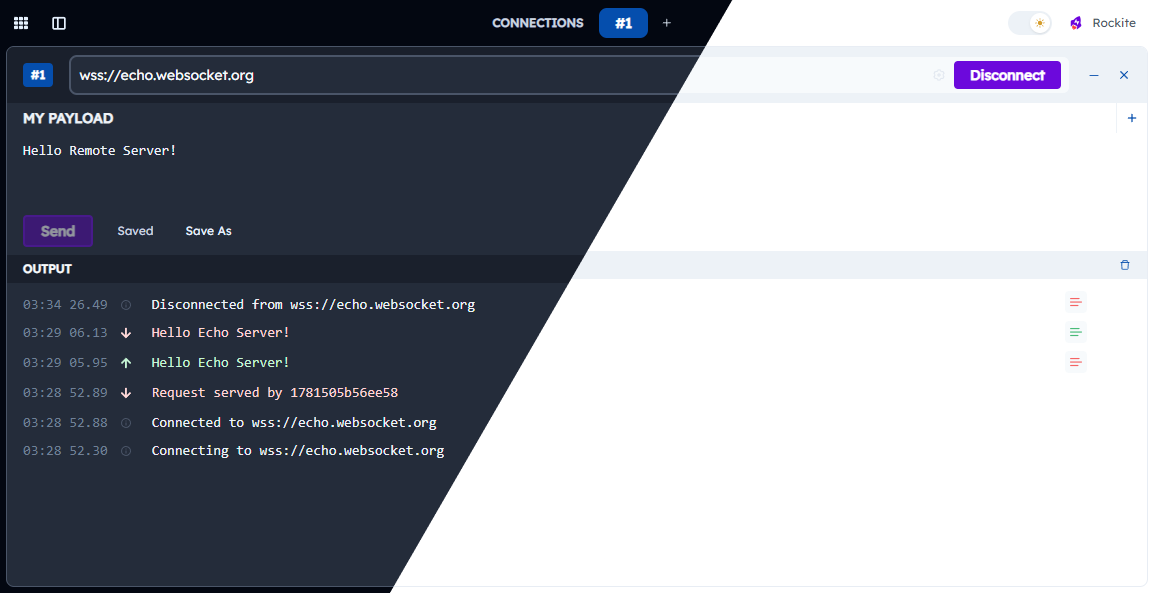 CONNECTIONS #1 + Rockite
#1 wss://echo.websocket.org Disconnect
MY PAYLOAD
Hello Remote Server!
Send Saved Save As
OUTPUT
03:34 26.49 Disconnected from wss://echo.websocket.org
03:29 06.13 Hello Echo Server!
03:29 05.95 Hello Echo Server!
03:28 52.89 Request served by 1781505b56ee58
03:28 52.88 Connected to wss://echo.websocket.org
03:28 52.30 Connecting to wss://echo.websocket.org